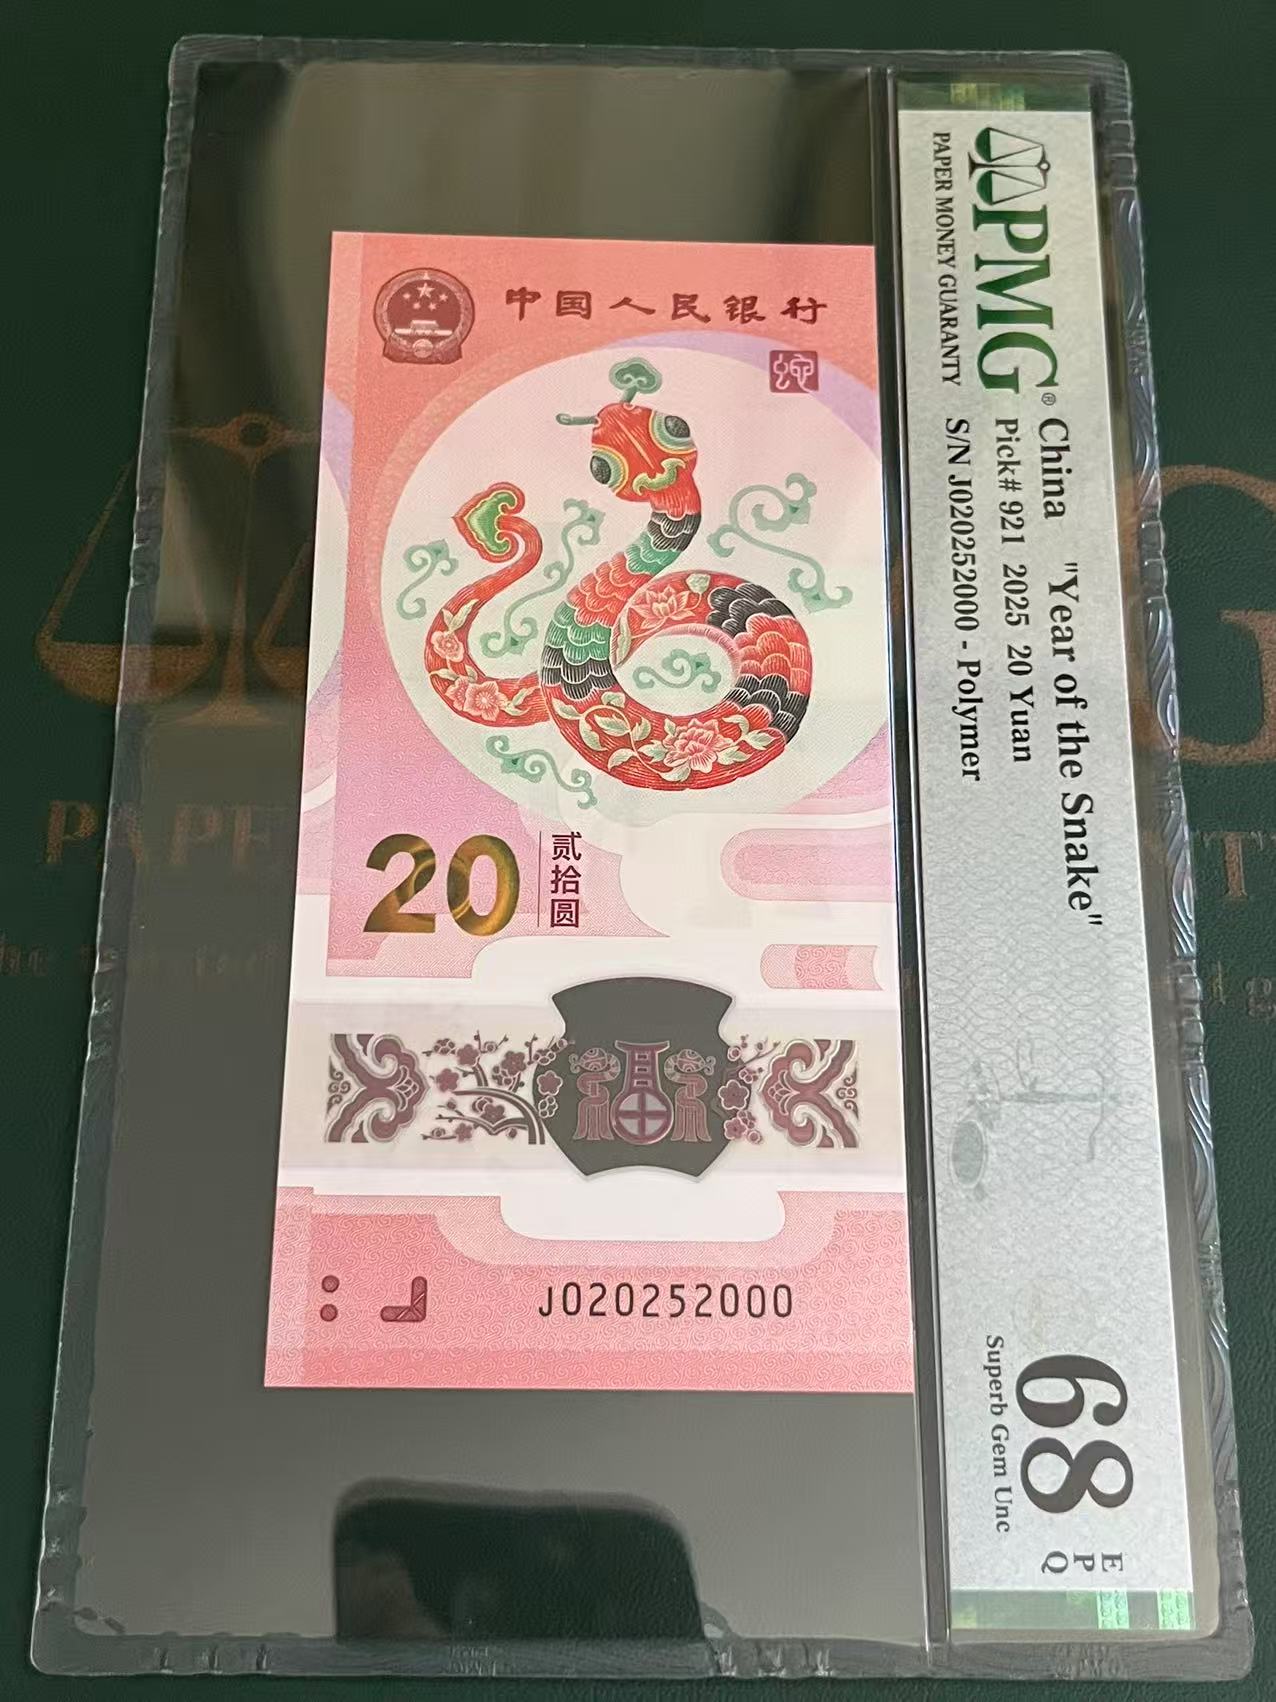 中国人民银行
蛇
20
贰拾圆
J020252000
PMG®
PAPER MONEY GUARANTY
China "Year of the Snake"
Pick# 921 2025 20 Yuan
S/N J020252000 - Polymer
68 EPQ
Superb Gem Unc